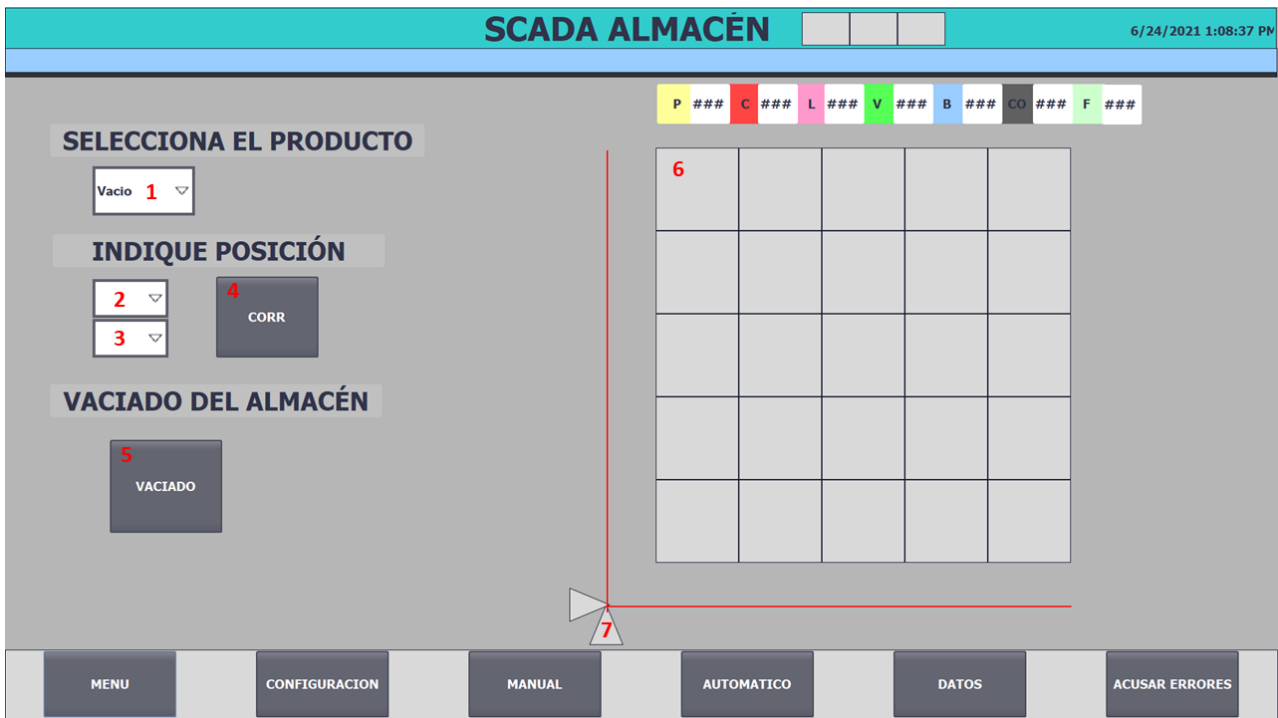 SCADA ALMACÉN
6/24/2021 1:08:37 PM
P ### C ### L ### V ### B ### CO ### F ###
SELECCIONA EL PRODUCTO
Vacio 1
6
INDIQUE POSICIÓN
2
4
CORR
3
VACIADO DEL ALMACÉN
5
VACIADO
7
MENU
CONFIGURACION
MANUAL
AUTOMATICO
DATOS
ACUSAR ERRORES